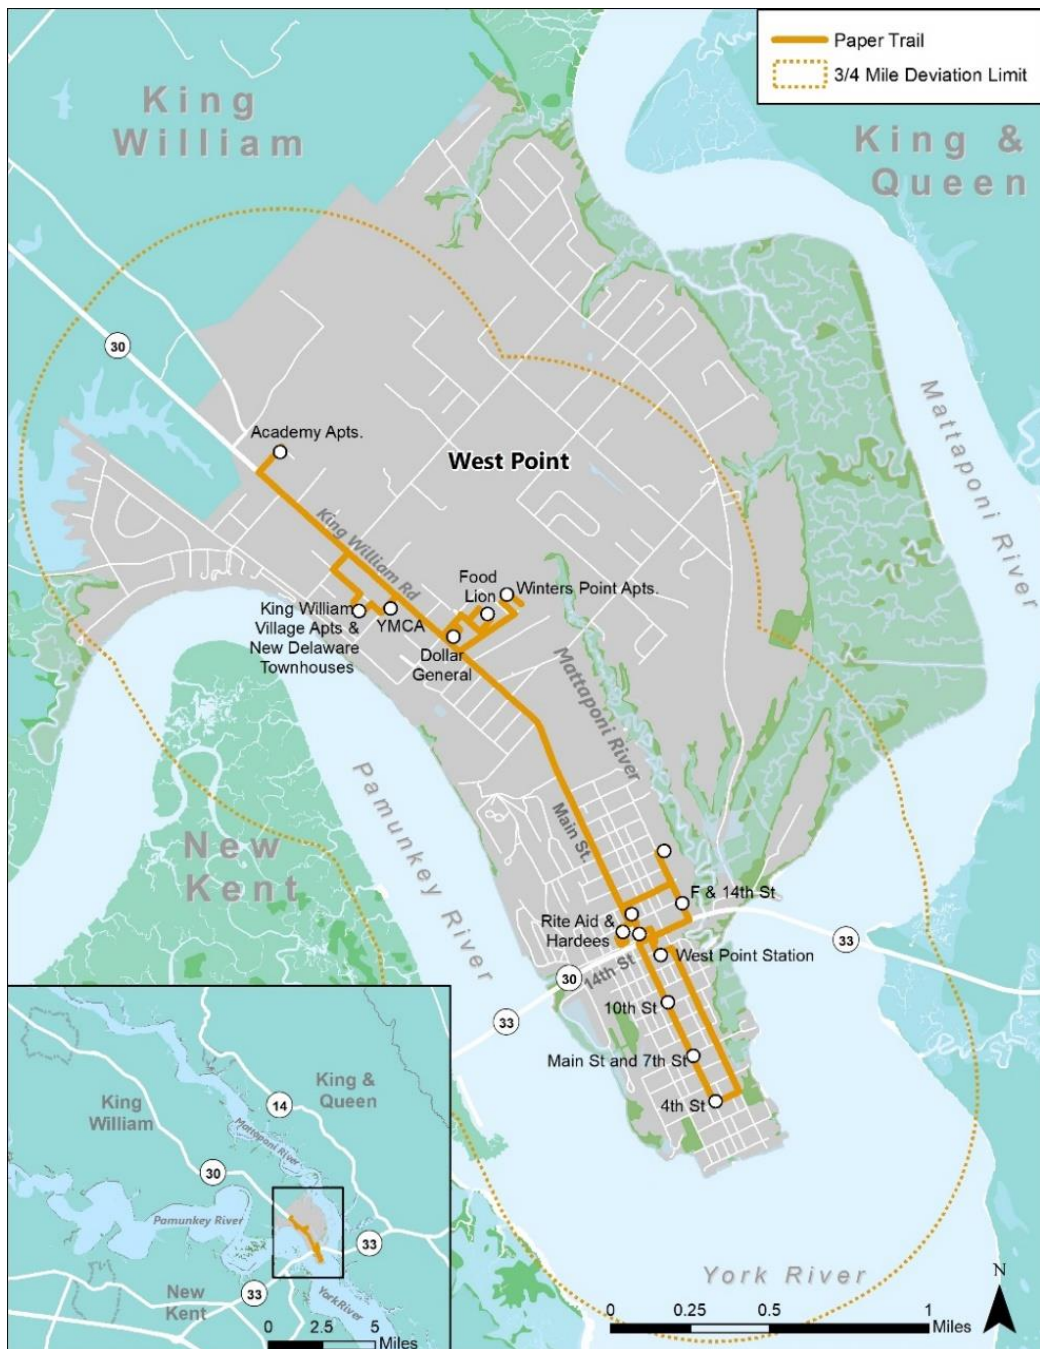 Paper Trail
3/4 Mile Deviation Limit
King
William
King &
Queen
30
Mattaponi River
Academy Apts.
West Point
King William Rd
Food
Lion
Winters Point Apts.
King William
Village Apts &
New Delaware
Townhouses
YMCA
Dollar
General
Mattaponi River
Pamunkey River
New
Kent
Main St.
F & 14th St
Rite Aid &
Hardees
West Point Station
33
14th St
30
33
10th St
Main St and 7th St
4th St
York River
N
0 0.25 0.5 1
Miles
King &
Queen
King
William
14
Mattaponi River
30
Pamunkey River
33
New
Kent
33
York River
0 2.5 5
Miles